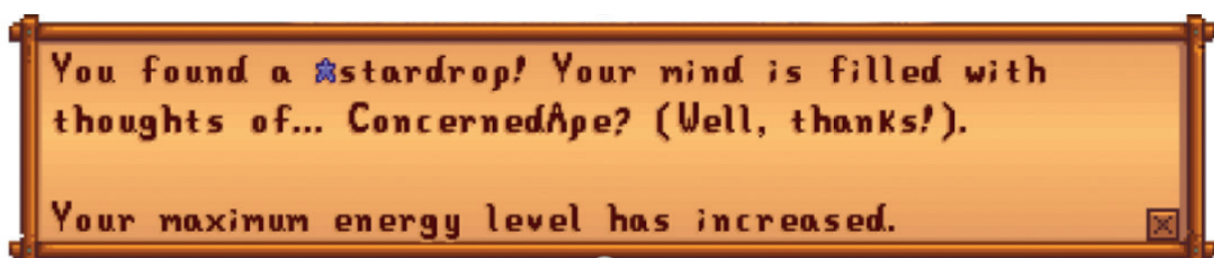 You found a stardrop! Your mind is filled with
thoughts of... ConcernedApe? (Well, thanks!).
Your maximum energy level has increased.